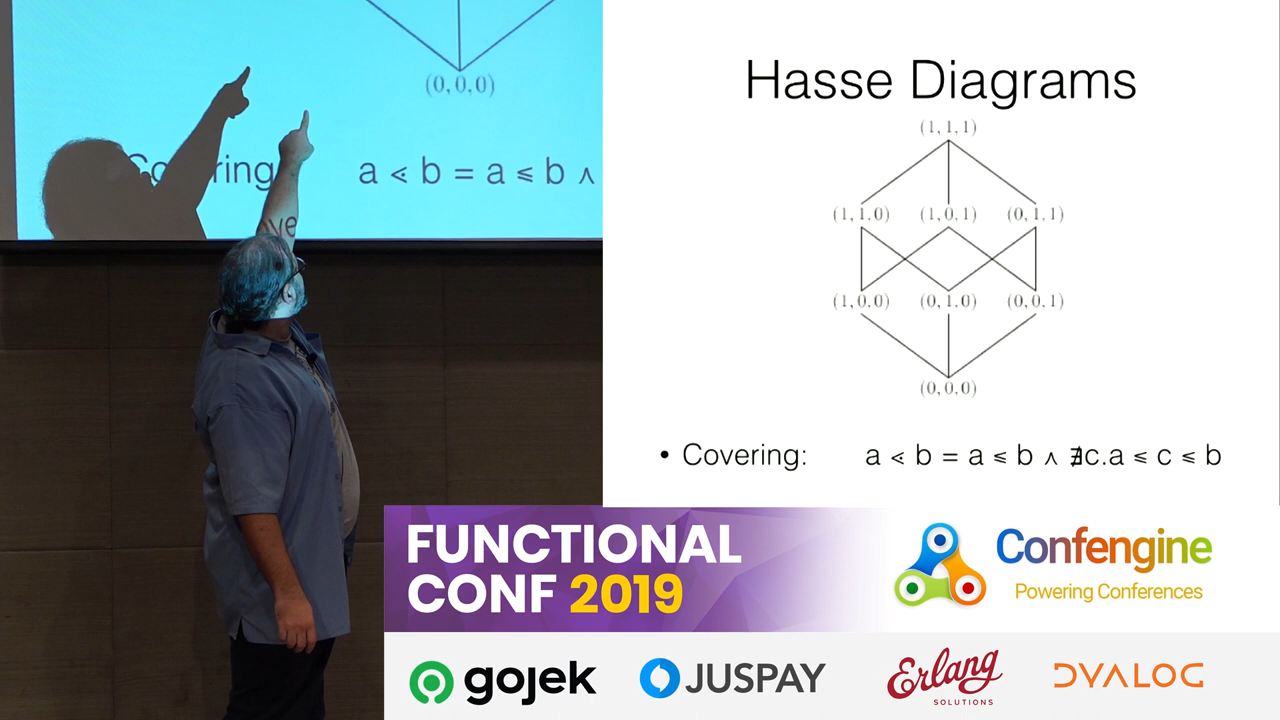 (0,0,0)
Covering
a ⋖ b = a ⩽ b ∧
Hasse Diagrams
(1,1,1)
(1,1,0) (1,0,1) (0,1,1)
(1,0,0) (0,1,0) (0,0,1)
(0,0,0)
• Covering: a ⋖ b = a ⩽ b ∧ ∄c.a ⩽ c ⩽ b
FUNCTIONAL
CONF 2019
Confengine
Powering Conferences
gojek
JUSPAY
Erlang
SOLUTIONS
DYALOG